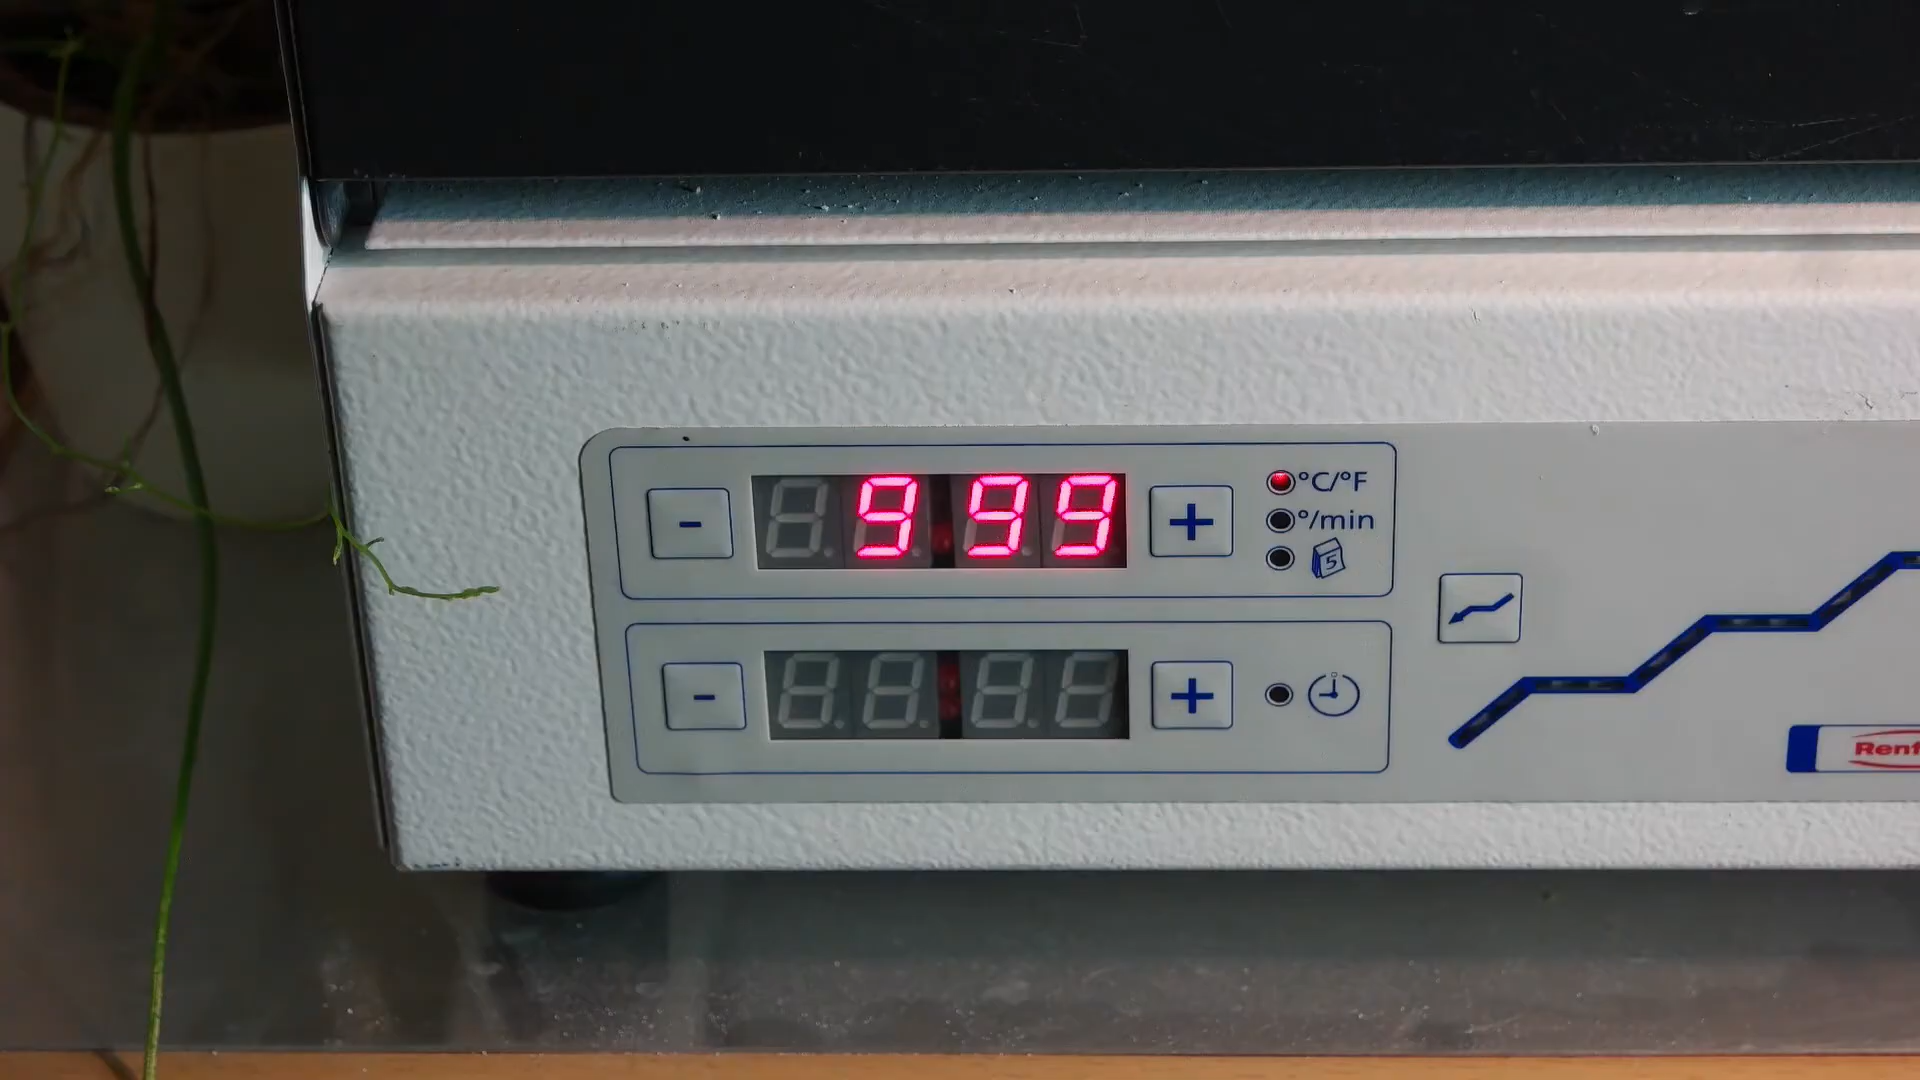 - 999 +
°C/°F
°/min
5
- +
Renf